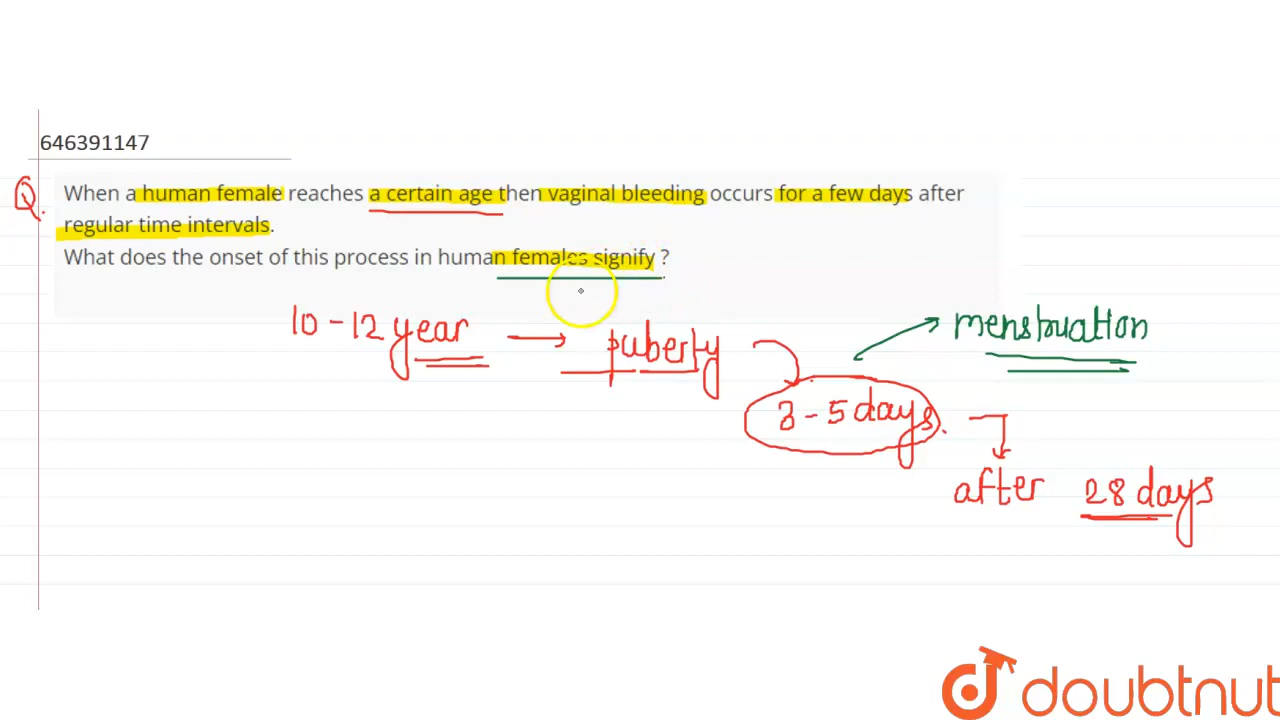 646391147
Q. When a human female reaches a certain age then vaginal bleeding occurs for a few days after
regular time intervals.
What does the onset of this process in human females signify ?
10-12 year → puberty
menstruation
3-5 days.
after 28 days
doubtnut